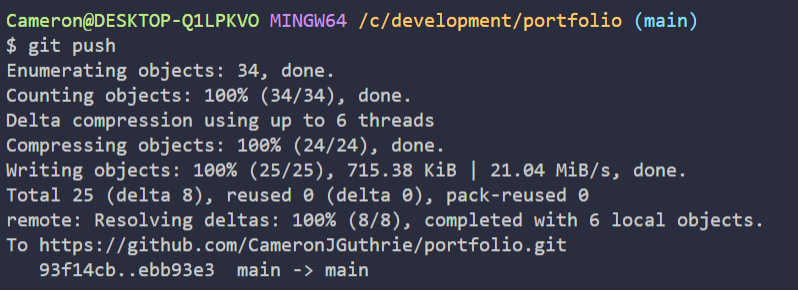 Cameron@DESKTOP-Q1LPKVO MINGW64 /c/development/portfolio (main)
$ git push
Enumerating objects: 34, done.
Counting objects: 100% (34/34), done.
Delta compression using up to 6 threads
Compressing objects: 100% (24/24), done.
Writing objects: 100% (25/25), 715.38 KiB | 21.04 MiB/s, done.
Total 25 (delta 8), reused 0 (delta 0), pack-reused 0
remote: Resolving deltas: 100% (8/8), completed with 6 local objects.
To https://github.com/CameronJGuthrie/portfolio.git
   93f14cb..ebb93e3  main -> main